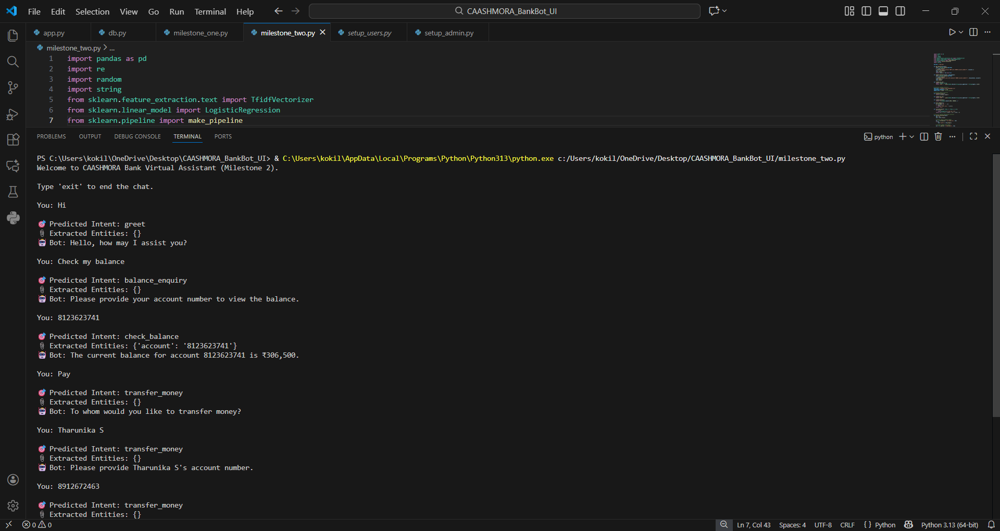 File Edit Selection View Go Run Terminal Help CAASHMORA_BankBot_UI
app.py db.py milestone_one.py milestone_two.py setup_users.py setup_admin.py
milestone_two.py > ...
1 import pandas as pd
2 import re
3 import random
4 import string
5 from sklearn.feature_extraction.text import TfidfVectorizer
6 from sklearn.linear_model import LogisticRegression
7 from sklearn.pipeline import make_pipeline
PROBLEMS OUTPUT DEBUG CONSOLE TERMINAL PORTS python
PS C:\Users\kokil\OneDrive\Desktop\CAASHMORA_BankBot_UI> & C:\Users\kokil\AppData\Local\Programs\Python\Python313\python.exe c:/Users/kokil/OneDrive/Desktop/CAASHMORA_BankBot_UI/milestone_two.py
Welcome to CAASHMORA Bank Virtual Assistant (Milestone 2).
Type 'exit' to end the chat.
You: Hi
🎯 Predicted Intent: greet
📎 Extracted Entities: {}
🤖 Bot: Hello, how may I assist you?
You: Check my balance
🎯 Predicted Intent: balance_enquiry
📎 Extracted Entities: {}
🤖 Bot: Please provide your account number to view the balance.
You: 8123623741
🎯 Predicted Intent: check_balance
📎 Extracted Entities: {'account': '8123623741'}
🤖 Bot: The current balance for account 8123623741 is ₹306,500.
You: Pay
🎯 Predicted Intent: transfer_money
📎 Extracted Entities: {}
🤖 Bot: To whom would you like to transfer money?
You: Tharunika S
🎯 Predicted Intent: transfer_money
📎 Extracted Entities: {}
🤖 Bot: Please provide Tharunika S's account number.
You: 8912672463
🎯 Predicted Intent: transfer_money
📎 Extracted Entities: {}
0 0 Ln 7, Col 43 Spaces: 4 UTF-8 CRLF {} Python Python 3.13 (64-bit)